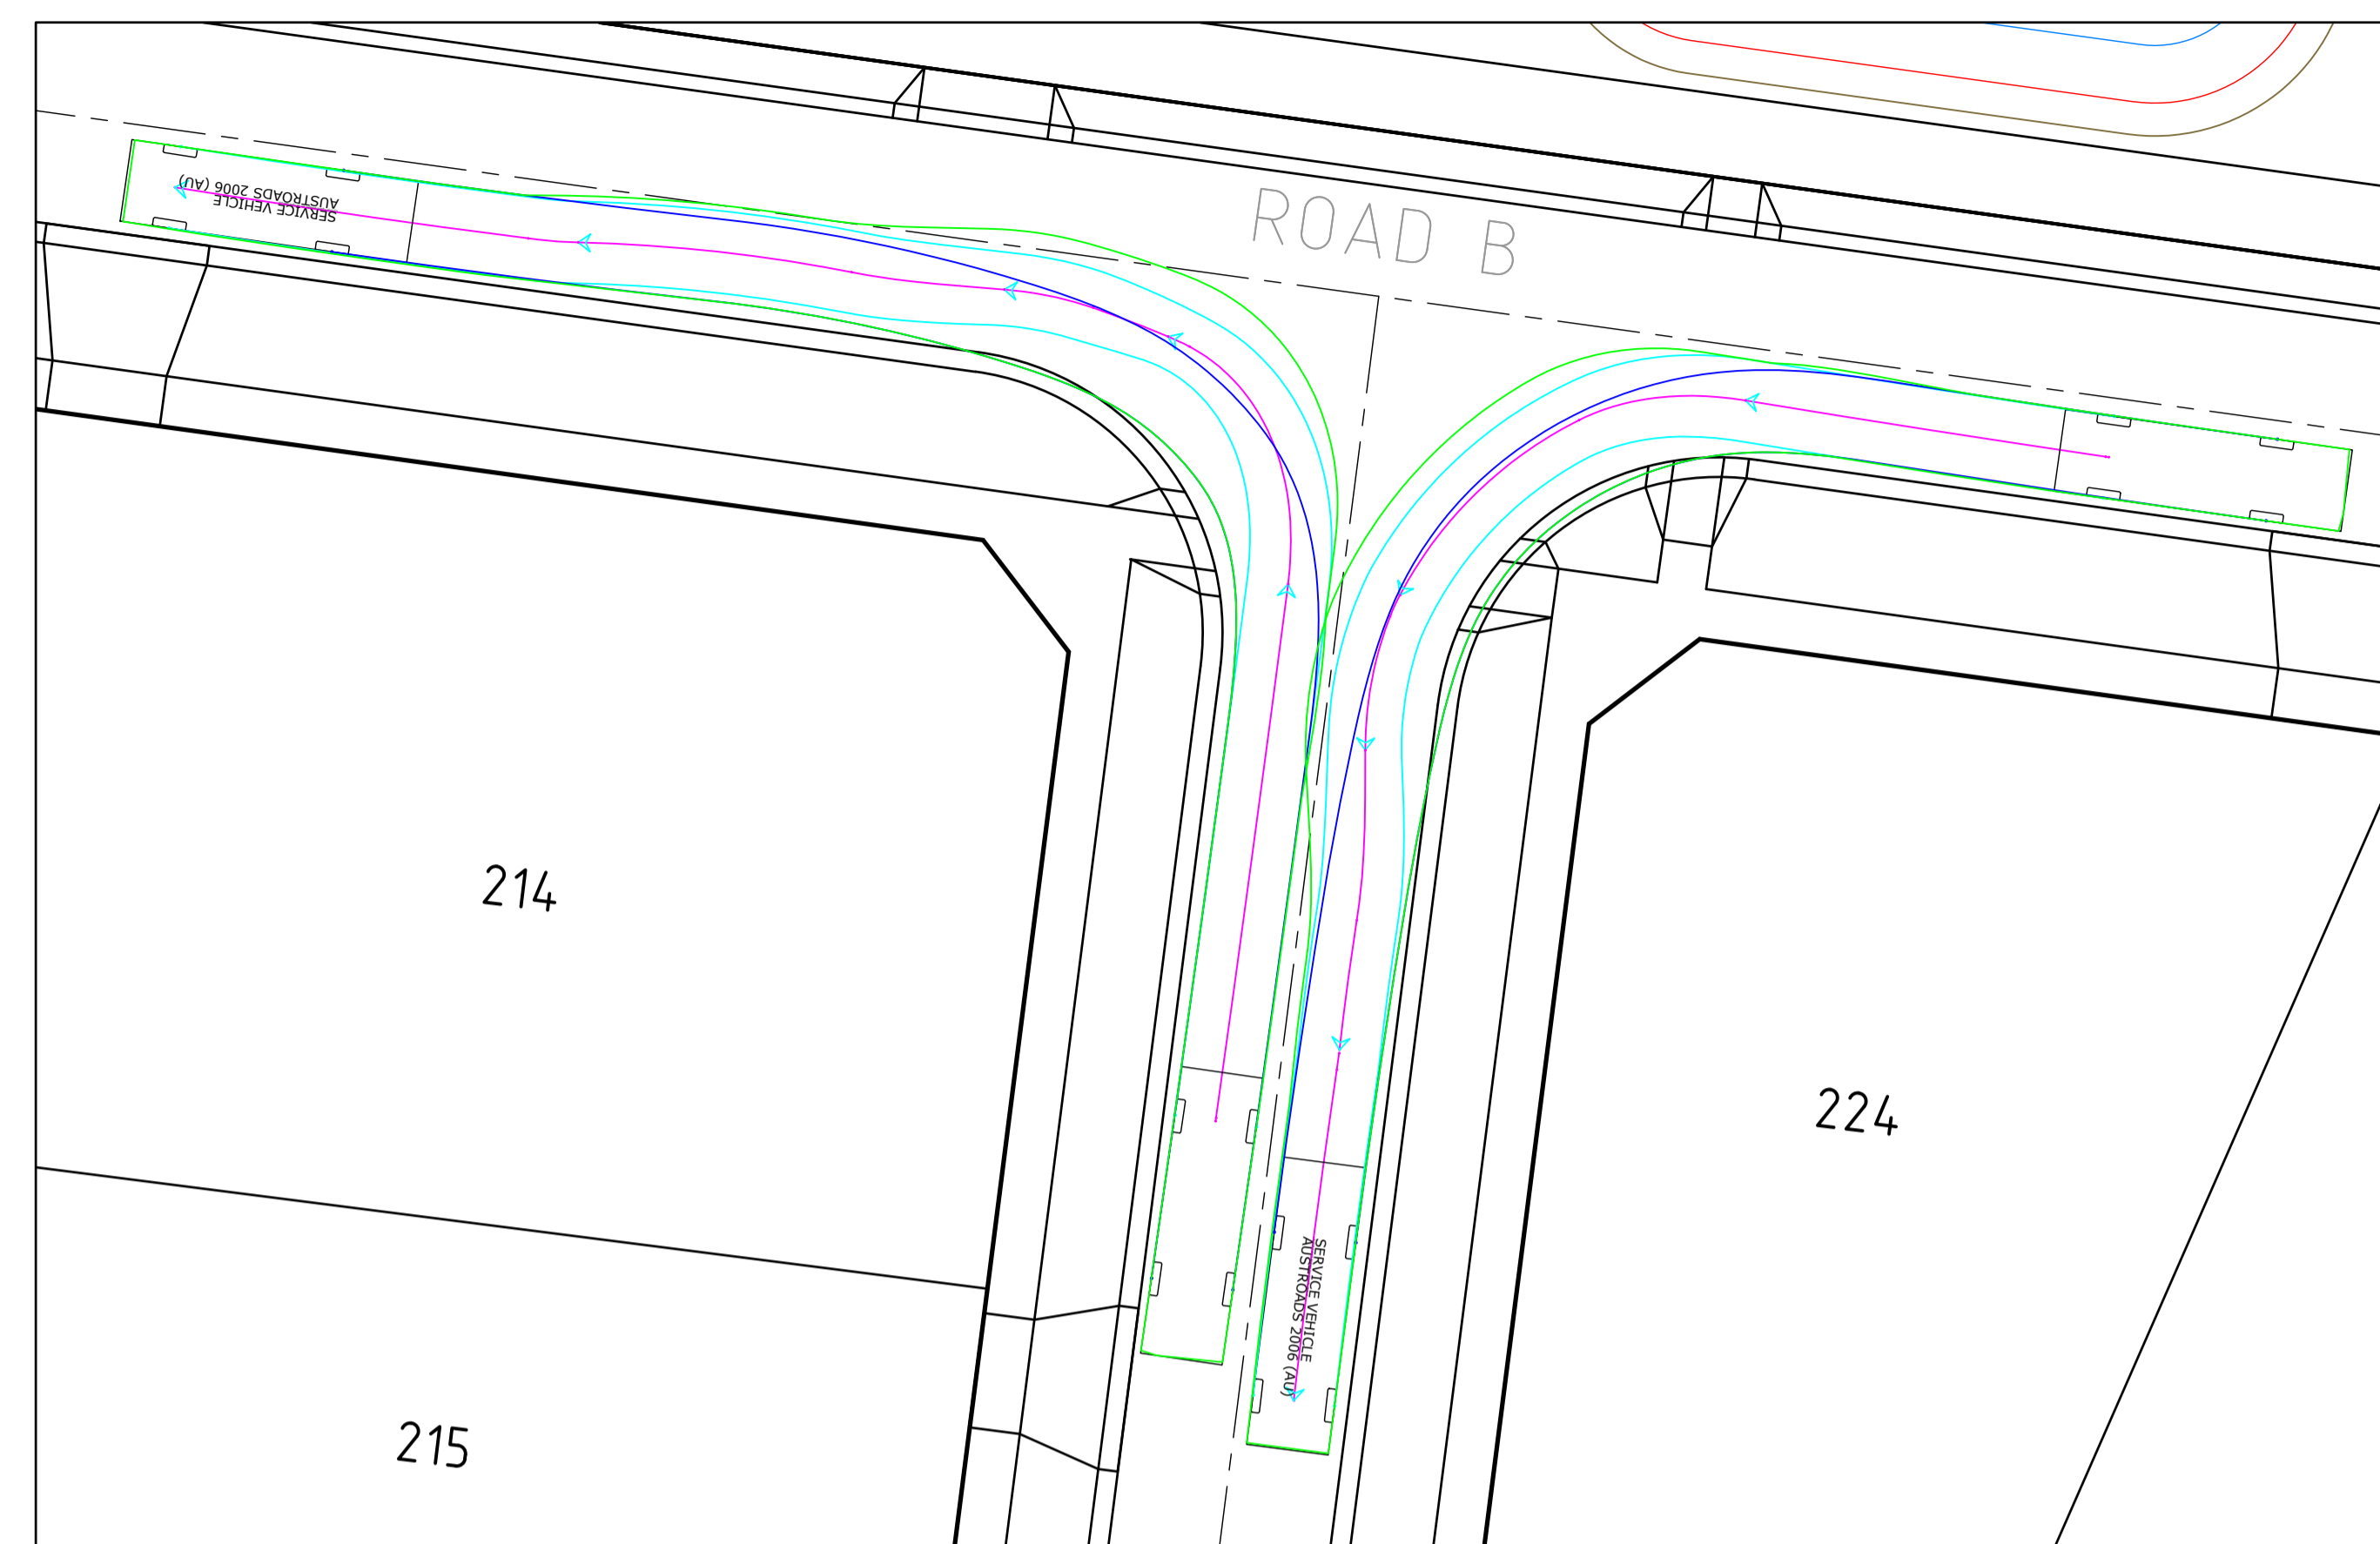 SERVICE VEHICLE
AUSTROADS 2006 (AU)
ROAD B
214
224
SERVICE VEHICLE
AUSTROADS 2006 (AU)
215